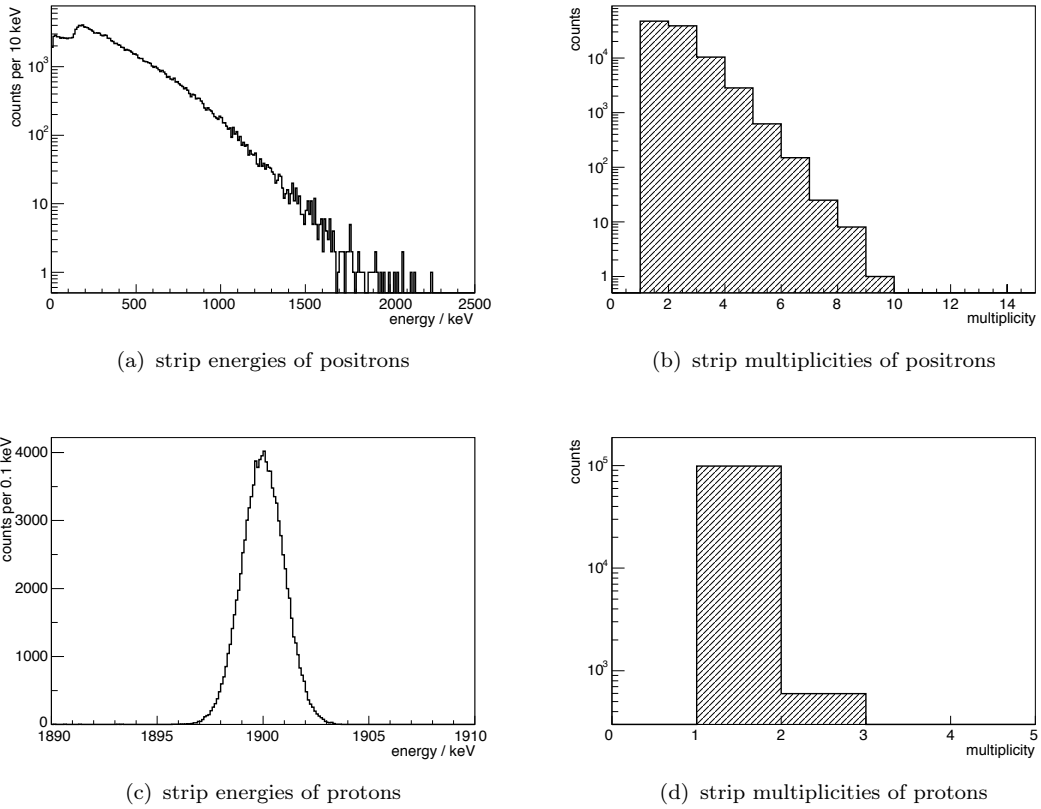 counts per 10 keV
10³
10²
10
1
0 500 1000 1500 2000 2500
energy / keV
(a) strip energies of positrons
counts
10⁴
10³
10²
10
1
0 2 4 6 8 10 12 14
multiplicity
(b) strip multiplicities of positrons
counts per 0.1 keV
4000
3000
2000
1000
0
1890 1895 1900 1905 1910
energy / keV
(c) strip energies of protons
counts
10⁵
10⁴
10³
0 1 2 3 4 5
multiplicity
(d) strip multiplicities of protons